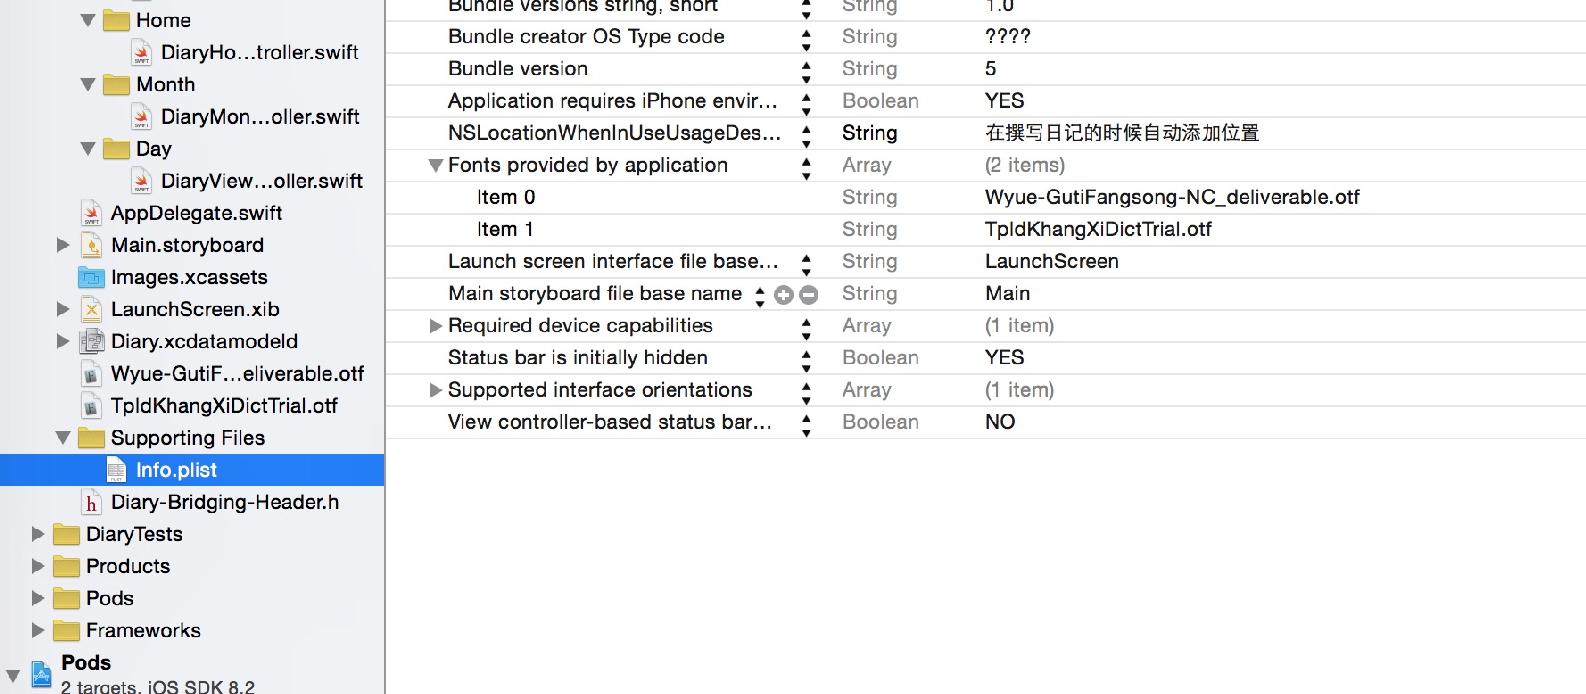 Home
DiaryHo...troller.swift
Month
DiaryMon...oller.swift
Day
DiaryView...oller.swift
AppDelegate.swift
Main.storyboard
Images.xcassets
LaunchScreen.xib
Diary.xcdatamodeld
Wyue-GutiF...eliverable.otf
TpldKhangXiDictTrial.otf
Supporting Files
Info.plist
Diary-Bridging-Header.h
DiaryTests
Products
Pods
Frameworks
Pods
2 targets, iOS SDK 8.2
Bundle versions string, short String 1.0
Bundle creator OS Type code String ????
Bundle version String 5
Application requires iPhone envir... Boolean YES
NSLocationWhenInUseUsageDes... String 在撰写日记的时候自动添加位置
Fonts provided by application Array (2 items)
Item 0 String Wyue-GutiFangsong-NC_deliverable.otf
Item 1 String TpldKhangXiDictTrial.otf
Launch screen interface file base... String LaunchScreen
Main storyboard file base name String Main
Required device capabilities Array (1 item)
Status bar is initially hidden Boolean YES
Supported interface orientations Array (1 item)
View controller-based status bar... Boolean NO